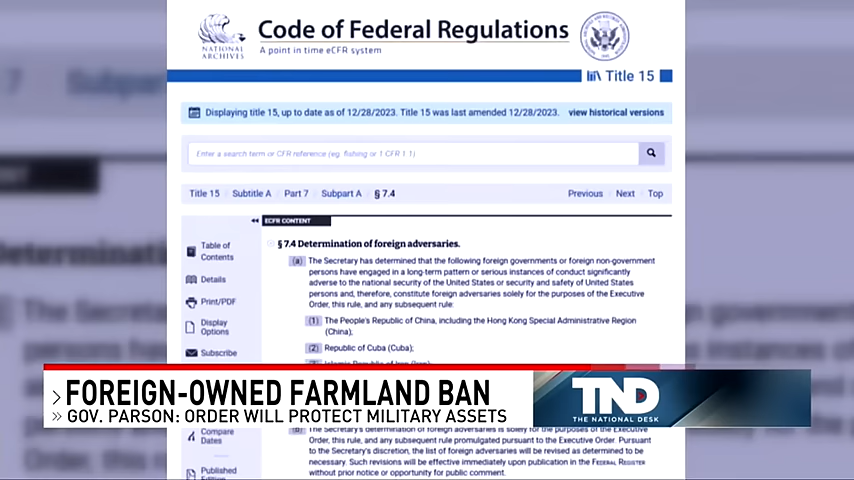 Code of Federal Regulations
NATIONAL
ARCHIVES
A point in time eCFR system
Title 15
Displaying title 15, up to date as of 12/28/2023. Title 15 was last amended 12/28/2023. view historical versions
Enter a search term or CFR reference (eg. fishing or 1 CFR 1.1)
Title 15 Subtitle A Part 7 Subpart A § 7.4 Previous Next Top
ECFR CONTENT
Table of
Contents
Details
Print/PDF
Display
Options
Subscribe
§ 7.4 Determination of foreign adversaries.
(a) The Secretary has determined that the following foreign governments or foreign non-government
persons have engaged in a long-term pattern or serious instances of conduct significantly
adverse to the national security of the United States or security and safety of United States
persons and, therefore, constitute foreign adversaries solely for the purposes of the Executive
Order, this rule, and any subsequent rule:
(1) The People's Republic of China, including the Hong Kong Special Administrative Region
(China);
(2) Republic of Cuba (Cuba);
FOREIGN-OWNED FARMLAND BAN
GOV. PARSON: ORDER WILL PROTECT MILITARY ASSETS
TND
THE NATIONAL DESK
Compare
Dates
Published
(b) The Secretary's determination of foreign adversaries is solely for the purposes of the Executive
Order, this rule, and any subsequent rule promulgated pursuant to the Executive Order. Pursuant
to the Secretary's discretion, the list of foreign adversaries will be revised as determined to be
necessary. Such revisions will be effective immediately upon publication in the FEDERAL REGISTER
without prior notice or opportunity for public comment.